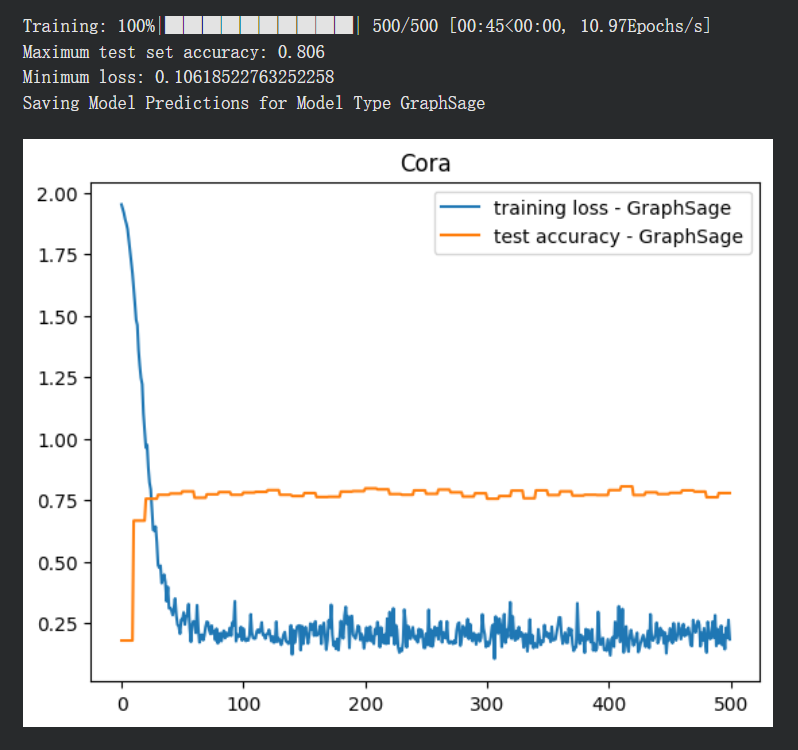 Training: 100%|██████████| 500/500 [00:45<00:00, 10.97Epochs/s]
Maximum test set accuracy: 0.806
Minimum loss: 0.10618522763252258
Saving Model Predictions for Model Type GraphSage
Cora
2.00
1.75
1.50
1.25
1.00
0.75
0.50
0.25
training loss - GraphSage
test accuracy - GraphSage
0 100 200 300 400 500